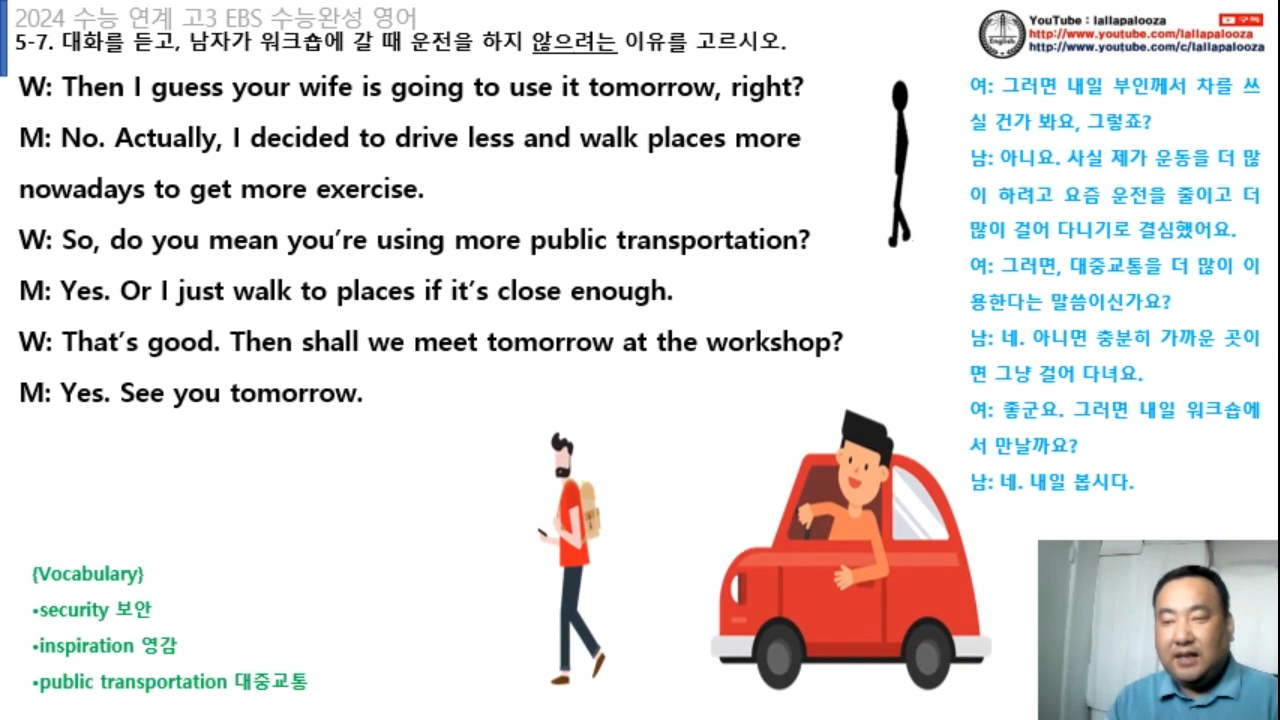 2024 수능 연계 고3 EBS 수능완성 영어
5-7. 대화를 듣고, 남자가 워크숍에 갈 때 운전을 하지 않으려는 이유를 고르시오.
YouTube : lallapalooza
구독
http://www.youtube.com/lallapalooza
http://www.youtube.com/c/lallapalooza
English
W: Then I guess your wife is going to use it tomorrow, right?
M: No. Actually, I decided to drive less and walk places more
nowadays to get more exercise.
W: So, do you mean you’re using more public transportation?
M: Yes. Or I just walk to places if it’s close enough.
W: That’s good. Then shall we meet tomorrow at the workshop?
M: Yes. See you tomorrow.
여: 그러면 내일 부인께서 차를 쓰
실 건가 봐요, 그렇죠?
남: 아니요. 사실 제가 운동을 더 많
이 하려고 요즘 운전을 줄이고 더
많이 걸어 다니기로 결심했어요.
여: 그러면, 대중교통을 더 많이 이
용한다는 말씀이신가요?
남: 네. 아니면 충분히 가까운 곳이
면 그냥 걸어 다녀요.
여: 좋군요. 그러면 내일 워크숍에
서 만날까요?
남: 네. 내일 봅시다.
{Vocabulary}
•security 보안
•inspiration 영감
•public transportation 대중교통